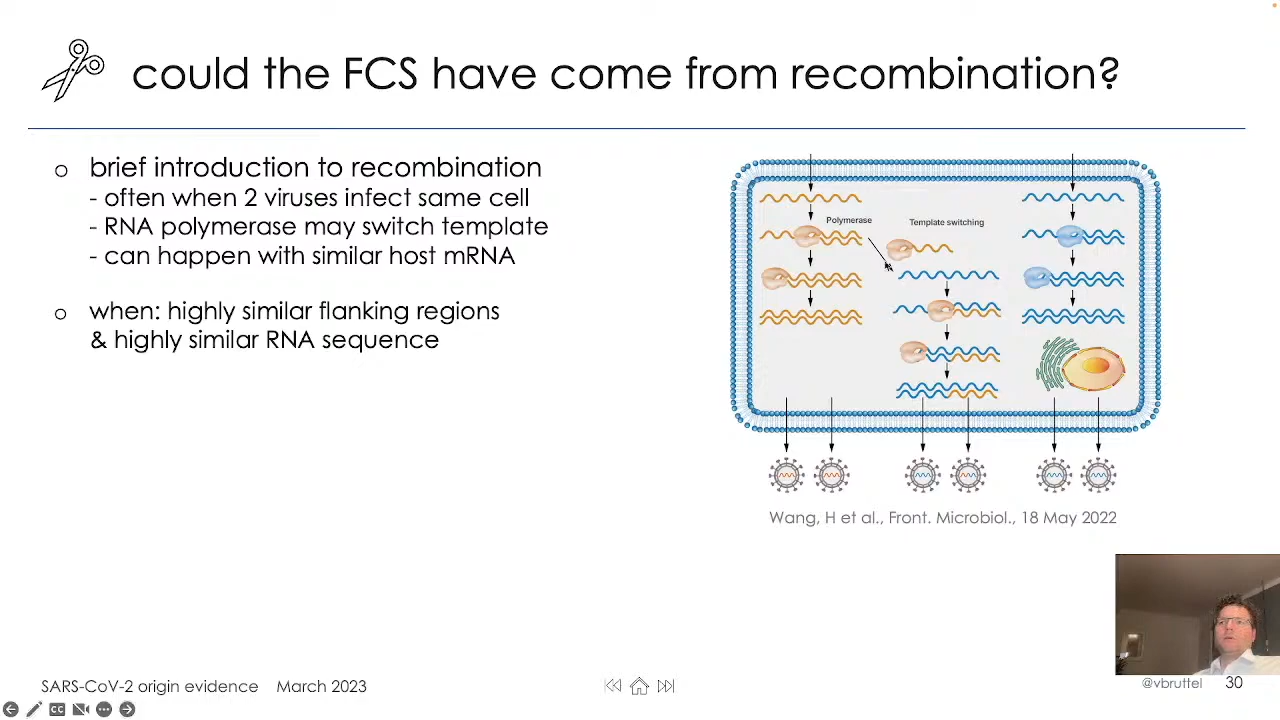 could the FCS have come from recombination?
o brief introduction to recombination
- often when 2 viruses infect same cell
- RNA polymerase may switch template
- can happen with similar host mRNA
o when: highly similar flanking regions
& highly similar RNA sequence
Polymerase
Template switching
Wang, H et al., Front. Microbiol., 18 May 2022
SARS-CoV-2 origin evidence March 2023
@vbruttel 30
CC